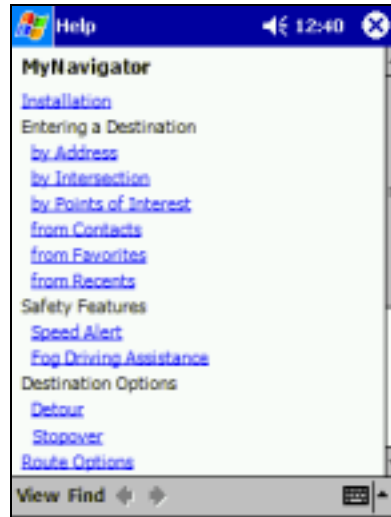 Help 12:40
MyNavigator
Installation
Entering a Destination
by Address
by Intersection
by Points of Interest
from Contacts
from Favorites
from Recents
Safety Features
Speed Alert
Fog Driving Assistance
Destination Options
Detour
Stopover
Route Options
View Find